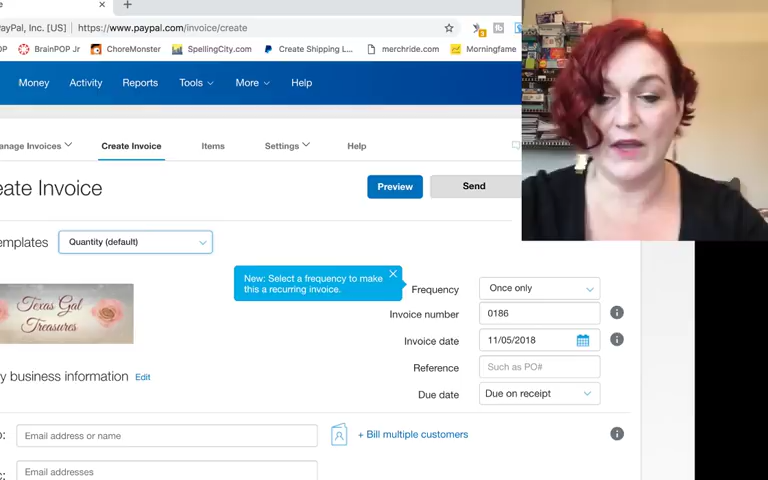 PayPal, Inc. [US] https://www.paypal.com/invoice/create
BrainPOP Jr ChoreMonster SpellingCity.com Create Shipping L... merchride.com Morningfame
Money Activity Reports Tools More Help
anage Invoices Create Invoice Items Settings Help
eate Invoice
Preview Send
emplates Quantity (default)
New: Select a frequency to make
this a recurring invoice.
Frequency Once only
Invoice number 0186
Invoice date 11/05/2018
Texas Gal
Treasures
Reference Such as PO#
Due date Due on receipt
y business information Edit
o: Email address or name + Bill multiple customers
c: Email addresses